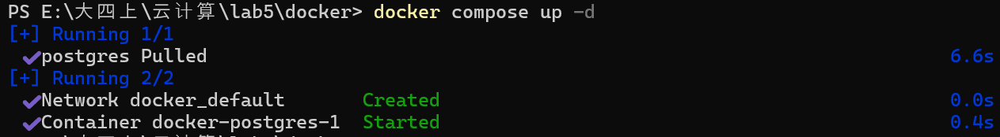 PS E:\大四上\云计算\lab5\docker> docker compose up -d
[+] Running 1/1
✔postgres Pulled 6.6s
[+] Running 2/2
✔Network docker_default Created 0.0s
✔Container docker-postgres-1 Started 0.4s